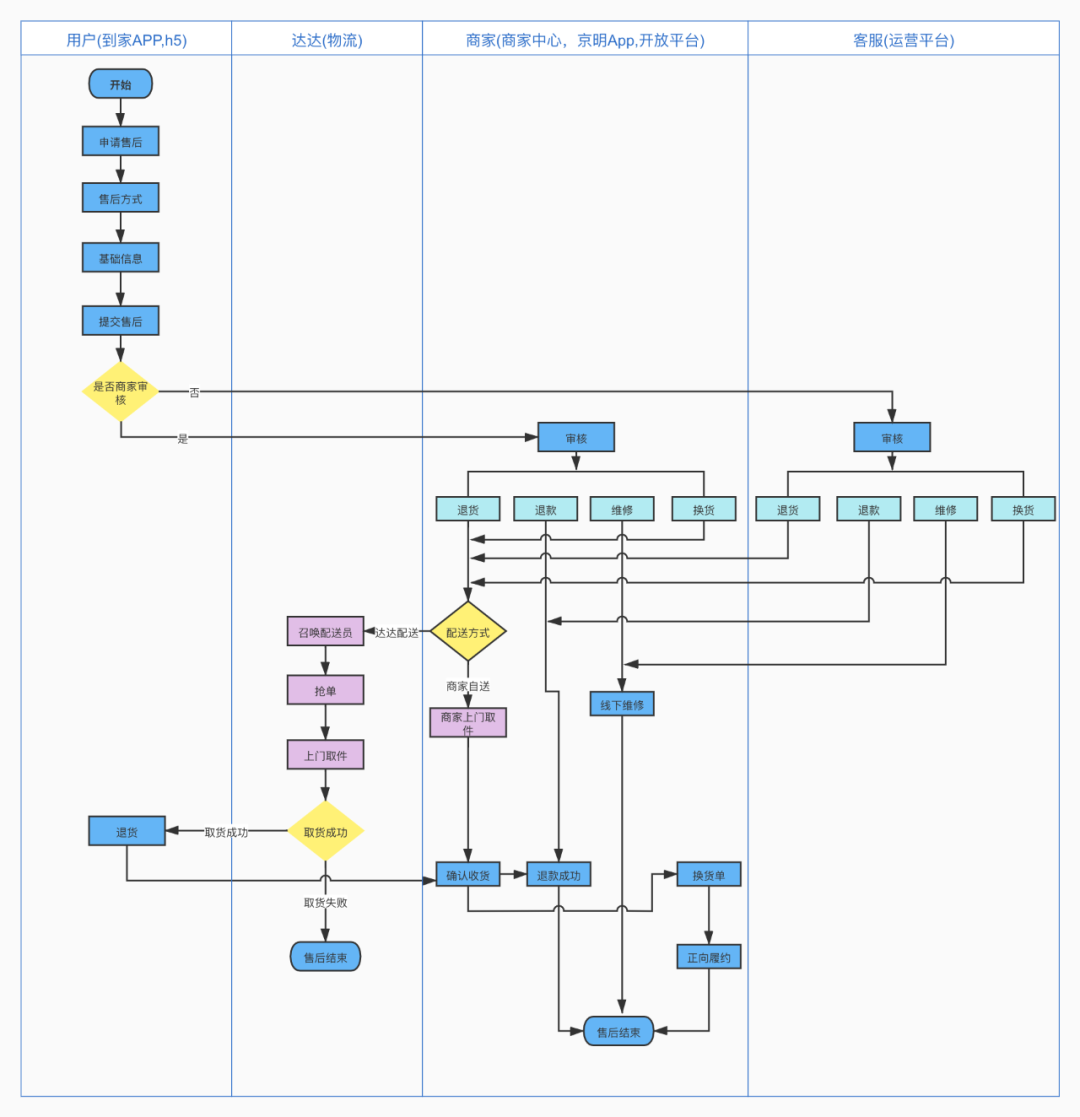 用户(到家APP,h5)
达达(物流)
商家(商家中心，京明App,开放平台)
客服(运营平台)
开始
申请售后
售后方式
基础信息
提交售后
是否商家审
核
否
是
审核
审核
退货
退款
维修
换货
退货
退款
维修
换货
召唤配送员
达达配送
配送方式
抢单
商家自送
线下维修
商家上门取
件
上门取件
退货
取货成功
取货成功
确认收货
退款成功
换货单
取货失败
售后结束
正向履约
售后结束